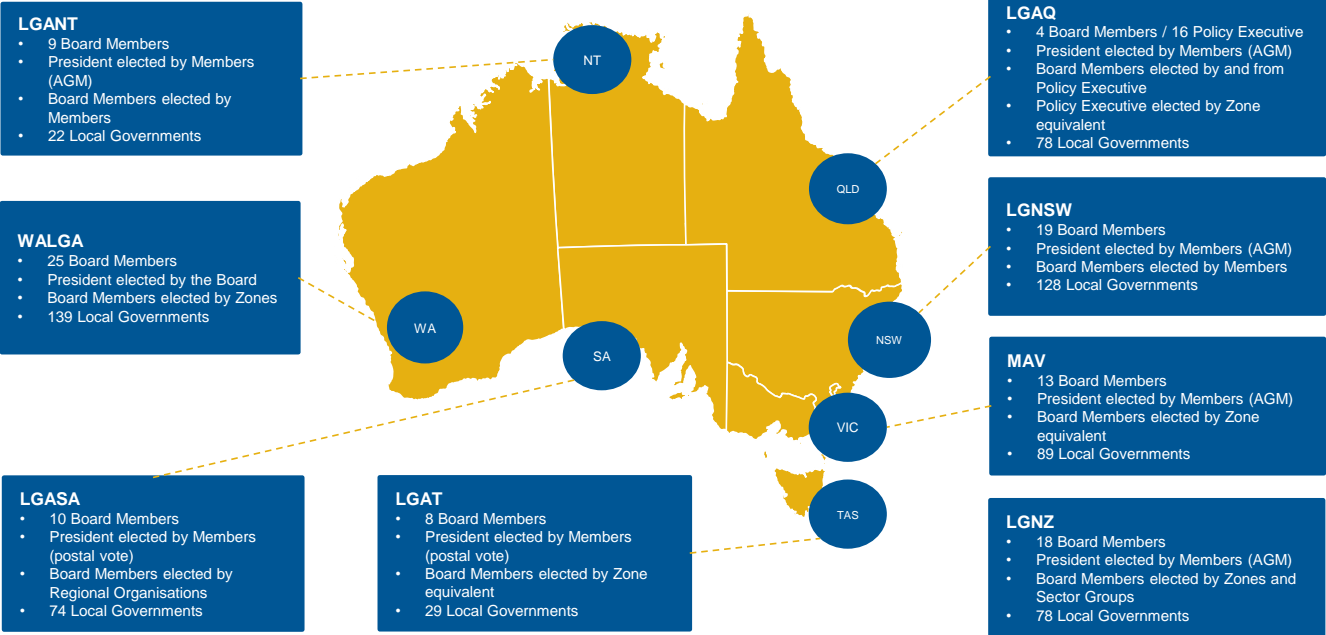 LGANT
• 9 Board Members
• President elected by Members
(AGM)
• Board Members elected by
Members
• 22 Local Governments
WALGA
• 25 Board Members
• President elected by the Board
• Board Members elected by Zones
• 139 Local Governments
LGASA
• 10 Board Members
• President elected by Members
(postal vote)
• Board Members elected by
Regional Organisations
• 74 Local Governments
LGAT
• 8 Board Members
• President elected by Members
(postal vote)
• Board Members elected by Zone
equivalent
• 29 Local Governments
NT
QLD
WA
SA
NSW
VIC
TAS
LGAQ
• 4 Board Members / 16 Policy Executive
• President elected by Members (AGM)
• Board Members elected by and from
Policy Executive
• Policy Executive elected by Zone
equivalent
• 78 Local Governments
LGNSW
• 19 Board Members
• President elected by Members (AGM)
• Board Members elected by Members
• 128 Local Governments
MAV
• 13 Board Members
• President elected by Members (AGM)
• Board Members elected by Zone
equivalent
• 89 Local Governments
LGNZ
• 18 Board Members
• President elected by Members (AGM)
• Board Members elected by Zones and
Sector Groups
• 78 Local Governments